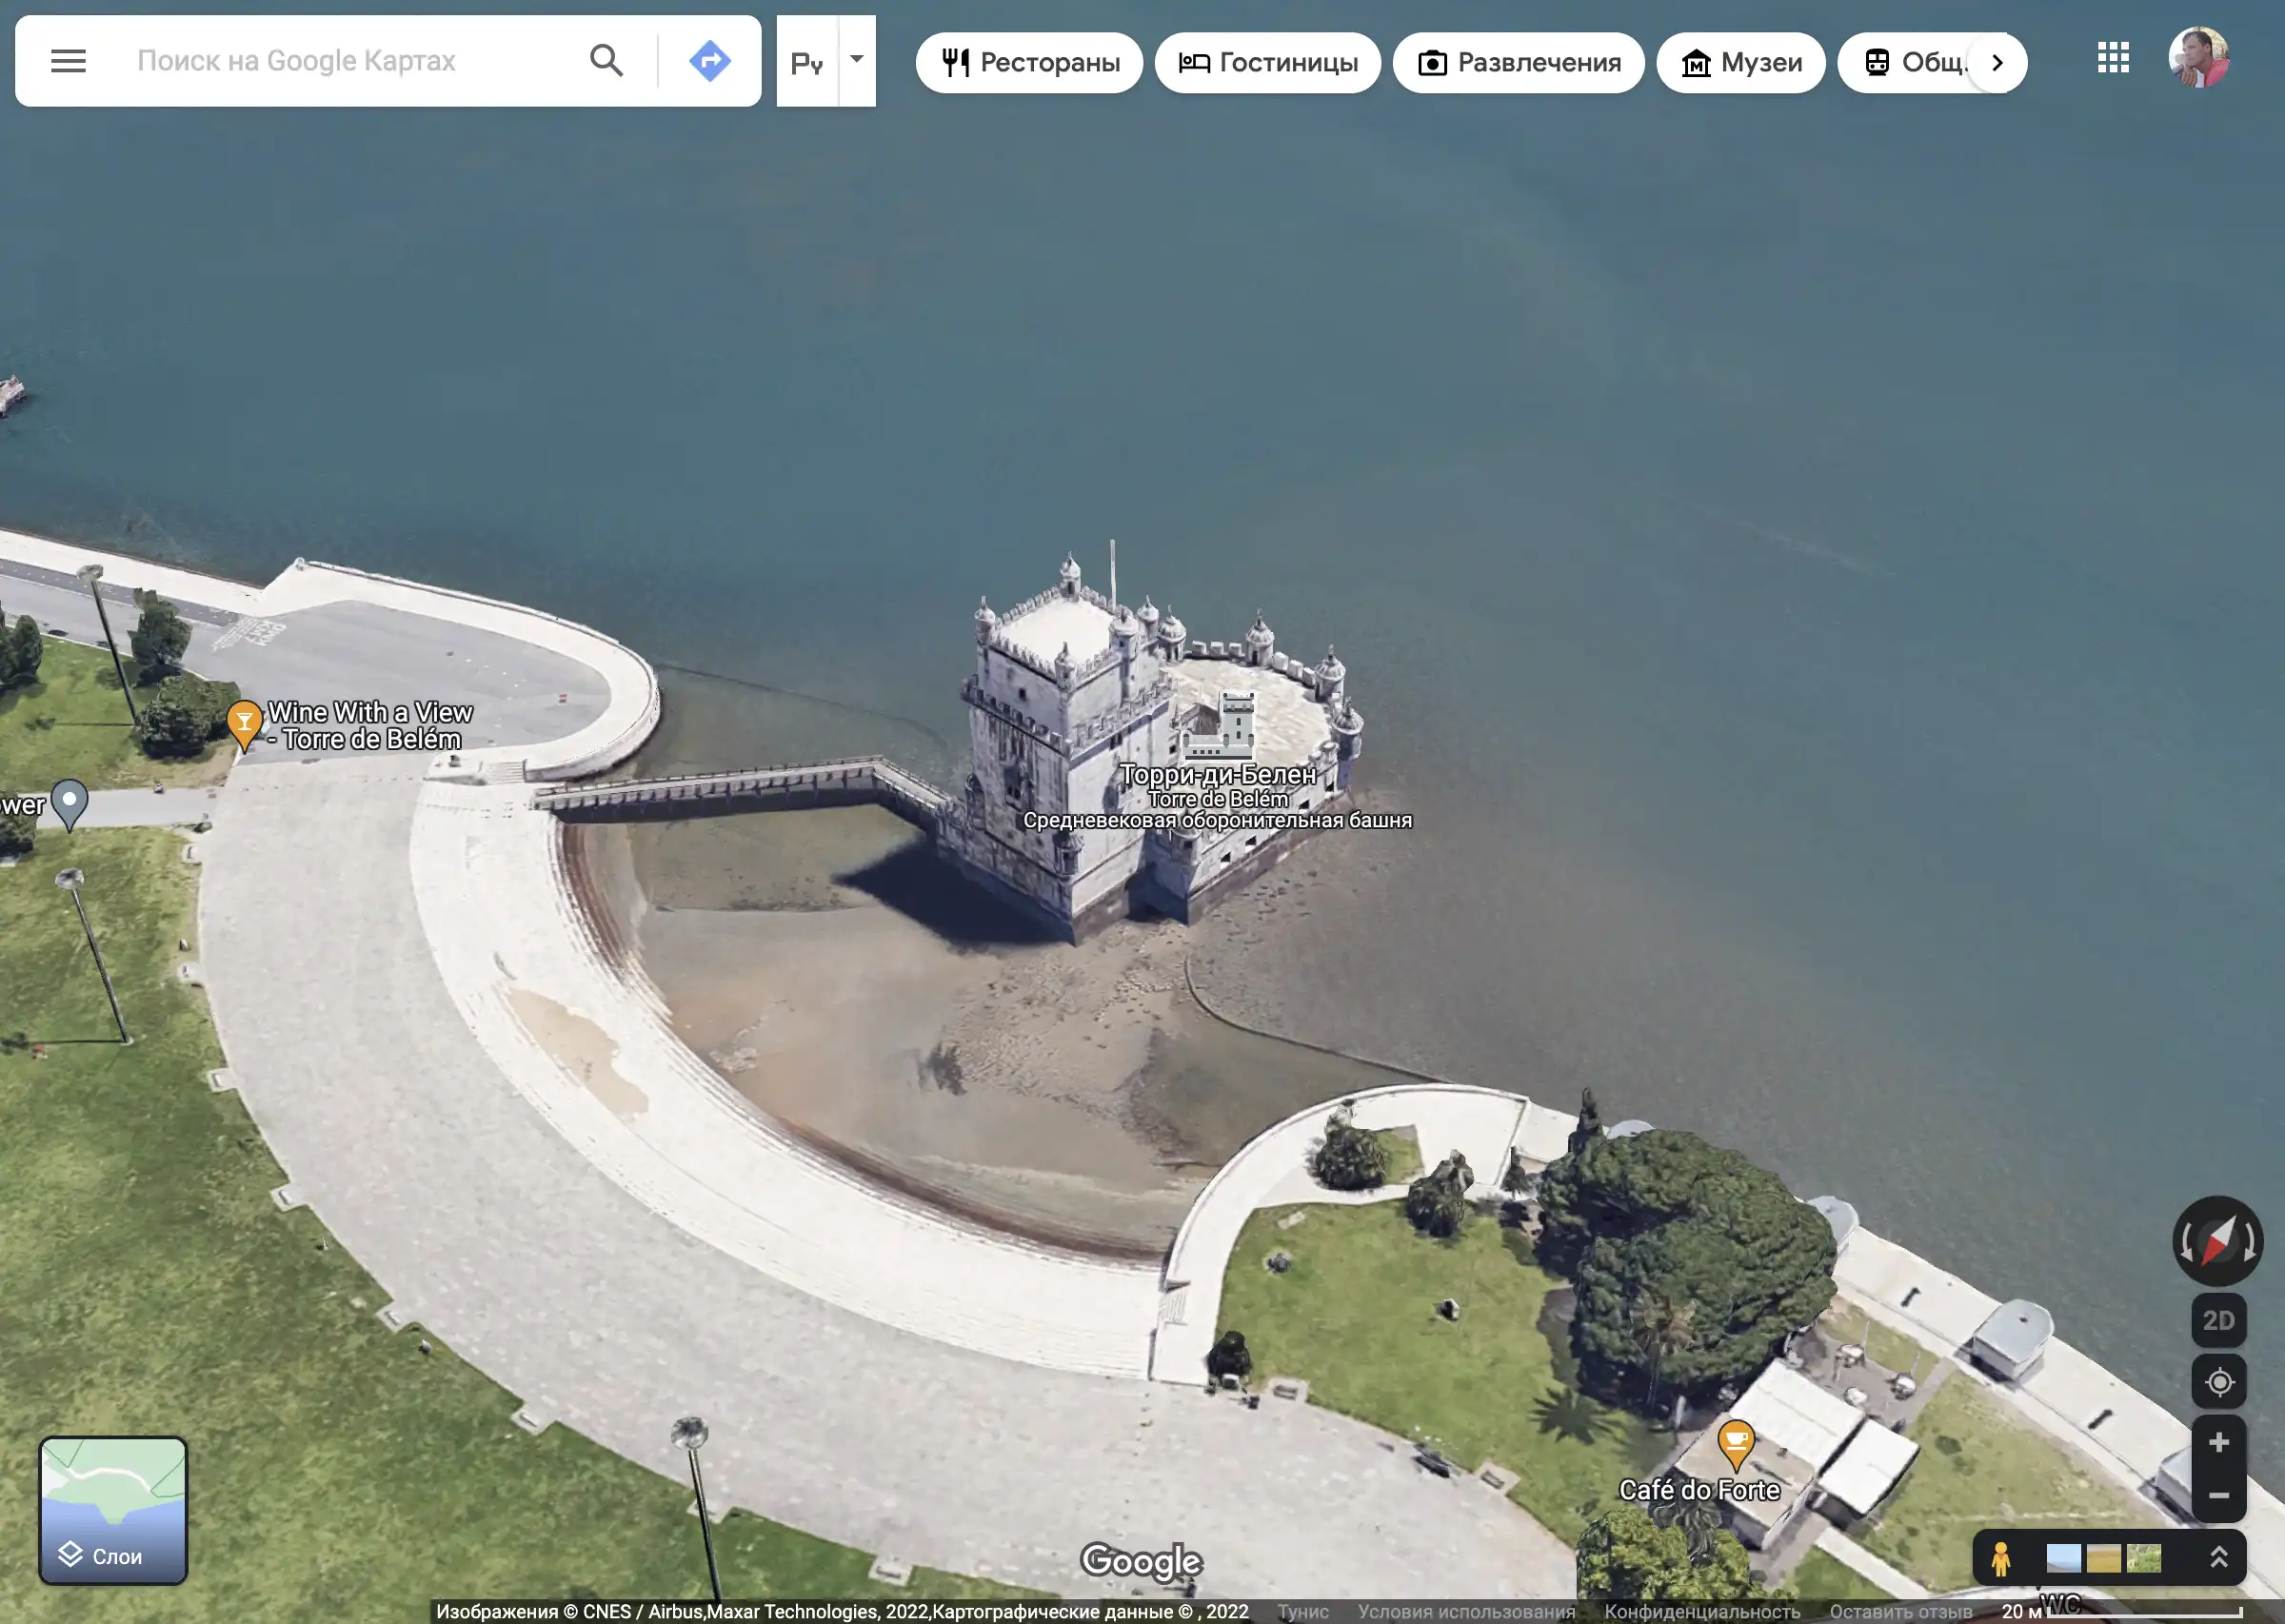 Поиск на Google Картах
Ру
Рестораны
Гостиницы
Развлечения
Музеи
Общ.
Wine With a View
- Torre de Belém
wer
Торри-ди-Белен
Torre de Belém
Средневековая оборонительная башня
2D
Café do Forte
Слои
Google
WC
Изображения © CNES / Airbus,Maxar Technologies, 2022,Картографические данные © , 2022 Тунис Условия использования Конфиденциальность Оставить отзыв 20 м